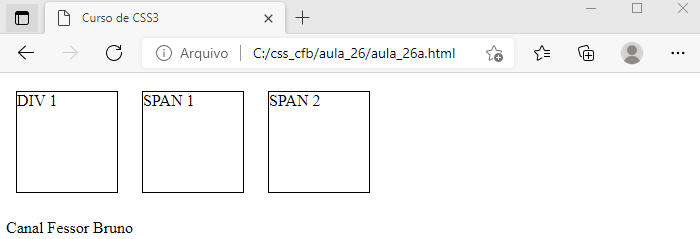 Curso de CSS3
Arquivo C:/css_cfb/aula_26/aula_26a.html
DIV 1 SPAN 1 SPAN 2
Canal Fessor Bruno